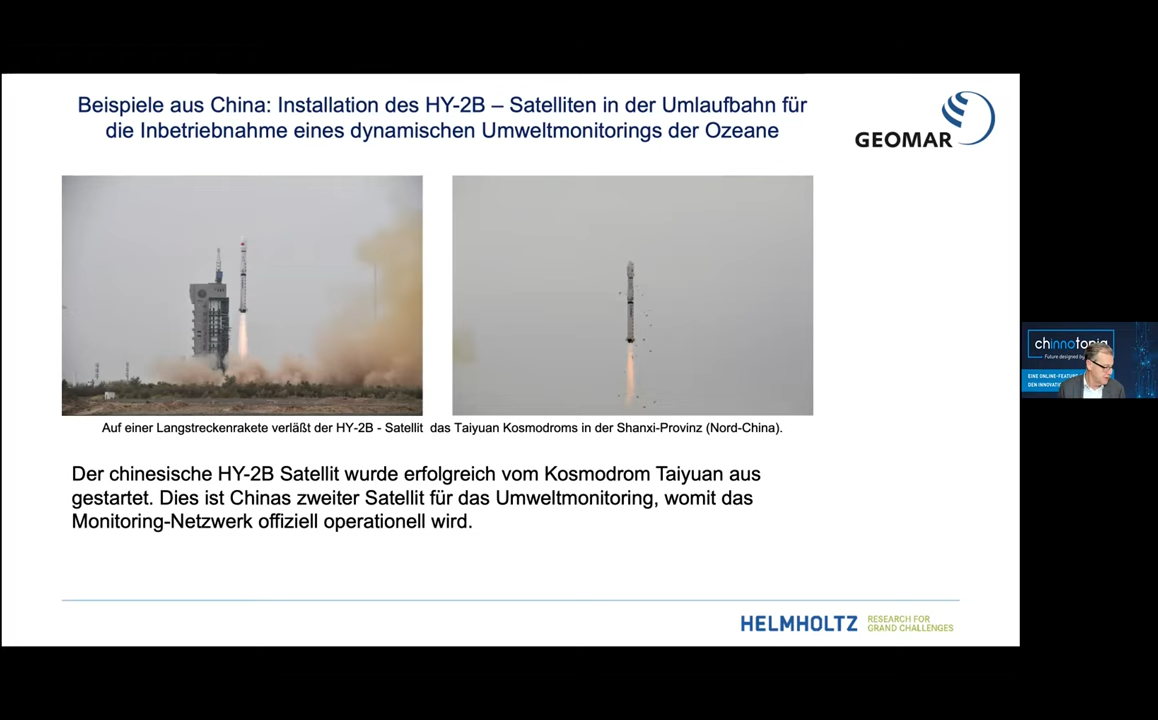 Beispiele aus China: Installation des HY-2B – Satelliten in der Umlaufbahn für
die Inbetriebnahme eines dynamischen Umweltmonitorings der Ozeane
GEOMAR
Auf einer Langstreckenrakete verläßt der HY-2B - Satellit das Taiyuan Kosmodroms in der Shanxi-Provinz (Nord-China).
Der chinesische HY-2B Satellit wurde erfolgreich vom Kosmodrom Taiyuan aus
gestartet. Dies ist Chinas zweiter Satellit für das Umweltmonitoring, womit das
Monitoring-Netzwerk offiziell operationell wird.
HELMHOLTZ
RESEARCH FOR
GRAND CHALLENGES
chinnotopia
Future designed by
EINE ONLINE-FEATURE
DEN INNOVATI